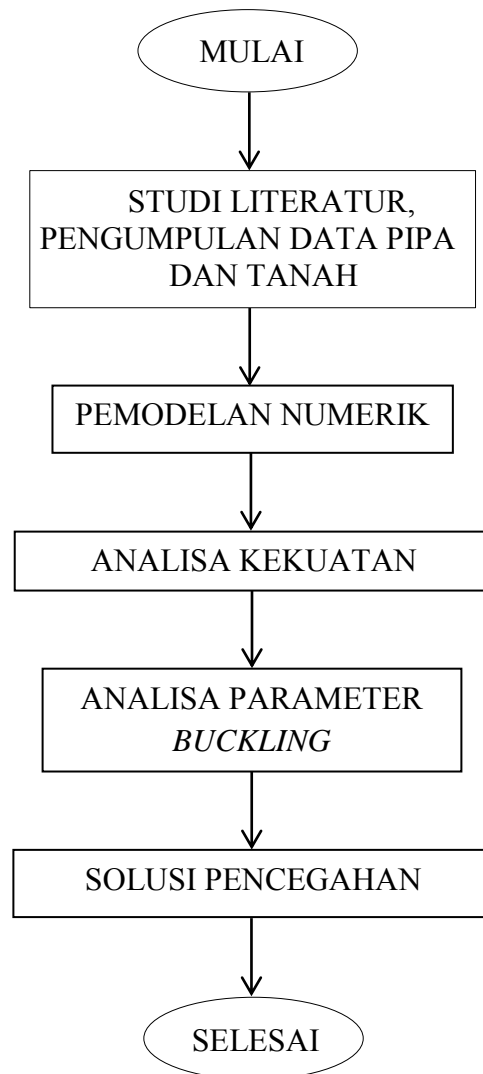 MULAI
STUDI LITERATUR,
PENGUMPULAN DATA PIPA
DAN TANAH
PEMODELAN NUMERIK
ANALISA KEKUATAN
ANALISA PARAMETER
BUCKLING
SOLUSI PENCEGAHAN
SELESAI